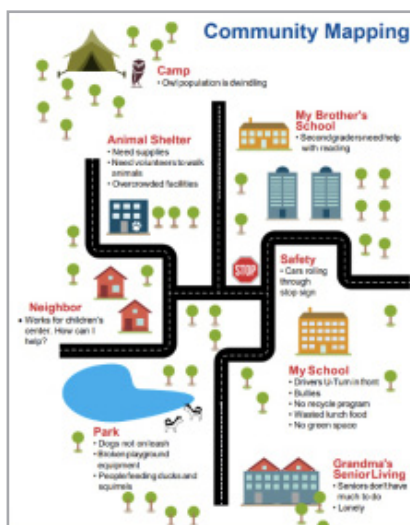 Community Mapping
Camp
• Owl population is dwindling
My Brother's
School
• Second graders need help
with reading
Animal Shelter
• Need supplies
• Need volunteers to walk
animals
• Overcrowded facilities
STOP
Safety
• Cars rolling
through
stop sign
Neighbor
• Works for children's
center. How can I
help?
My School
• Drivers U-Turn in front
• Bullies
• No recycle program
• Wasted lunch food
• No green space
Park
• Dogs not on leash
• Broken playground
equipment
• People feeding ducks and
squirrels
Grandma's
Senior Living
• Seniors don't have
much to do
• Lonely